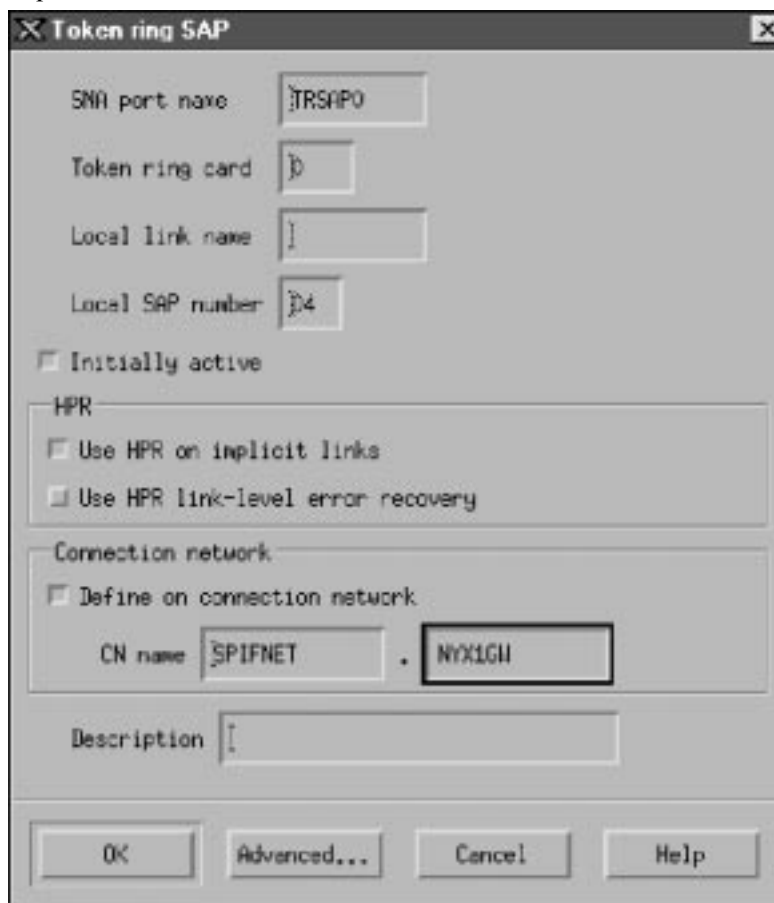 Token ring SAP
SNA port name TRSAP0
Token ring card 0
Local link name
Local SAP number 04
Initially active
HPR
Use HPR on implicit links
Use HPR link-level error recovery
Connection network
Define on connection network
CN name SPIFNET . NYX1GW
Description
OK Advanced... Cancel Help